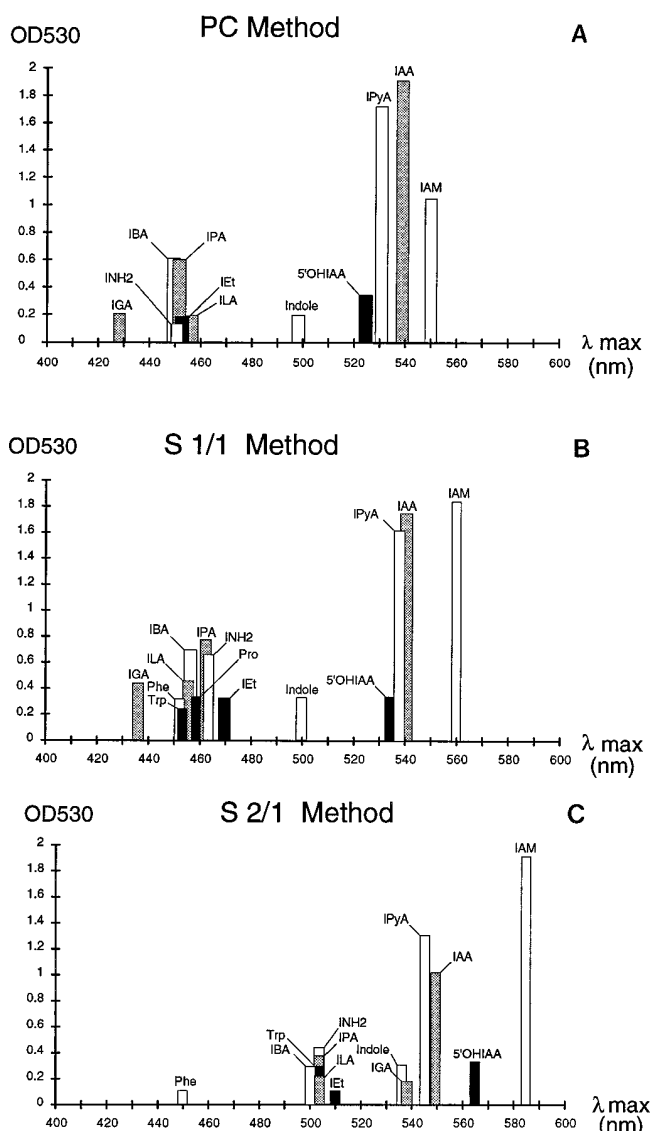 PC Method
A
OD530
2
1.8
1.6
1.4
1.2
1
0.8
0.6
0.4
0.2
0
IGA
INH2
IBA
IPA
IEt
ILA
Indole
5'OHIAA
IPyA
IAA
IAM
400 420 440 460 480 500 520 540 560 580 600
λ max
(nm)
S 1/1 Method
B
OD530
2
1.8
1.6
1.4
1.2
1
0.8
0.6
0.4
0.2
0
IGA
Phe
Trp
ILA
IBA
IPA
INH2
Pro
IEt
Indole
5'OHIAA
IPyA
IAA
IAM
400 420 440 460 480 500 520 540 560 580 600
λ max
(nm)
S 2/1 Method
C
OD530
2
1.8
1.6
1.4
1.2
1
0.8
0.6
0.4
0.2
0
Phe
Trp
IBA
INH2
IPA
ILA
IEt
Indole
IGA
IPyA
IAA
5'OHIAA
IAM
400 420 440 460 480 500 520 540 560 580 600
λ max
(nm)